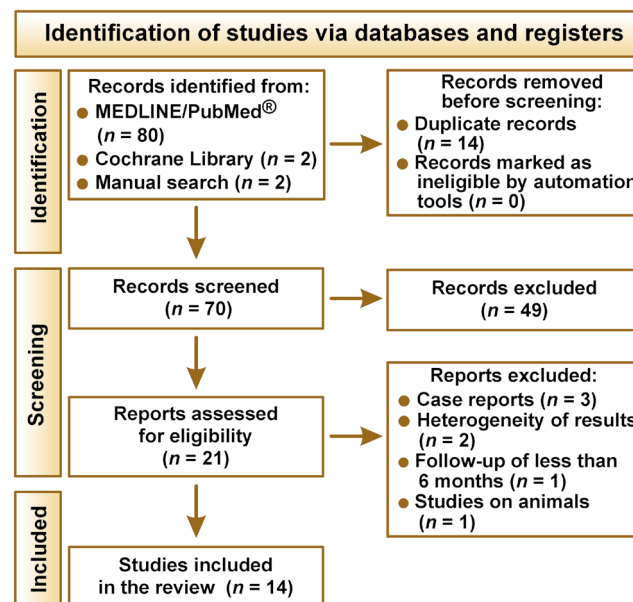 Identification of studies via databases and registers
Identification
Records identified from:
● MEDLINE/PubMed®
(n = 80)
● Cochrane Library (n = 2)
● Manual search (n = 2)
Records removed
before screening:
● Duplicate records
(n = 14)
● Records marked as
ineligible by automation
tools (n = 0)
Screening
Records screened
(n = 70)
Records excluded
(n = 49)
Reports assessed
for eligibility
(n = 21)
Reports excluded:
● Case reports (n = 3)
● Heterogeneity of results
(n = 2)
● Follow-up of less than
6 months (n = 1)
● Studies on animals
(n = 1)
Included
Studies included
in the review (n = 14)